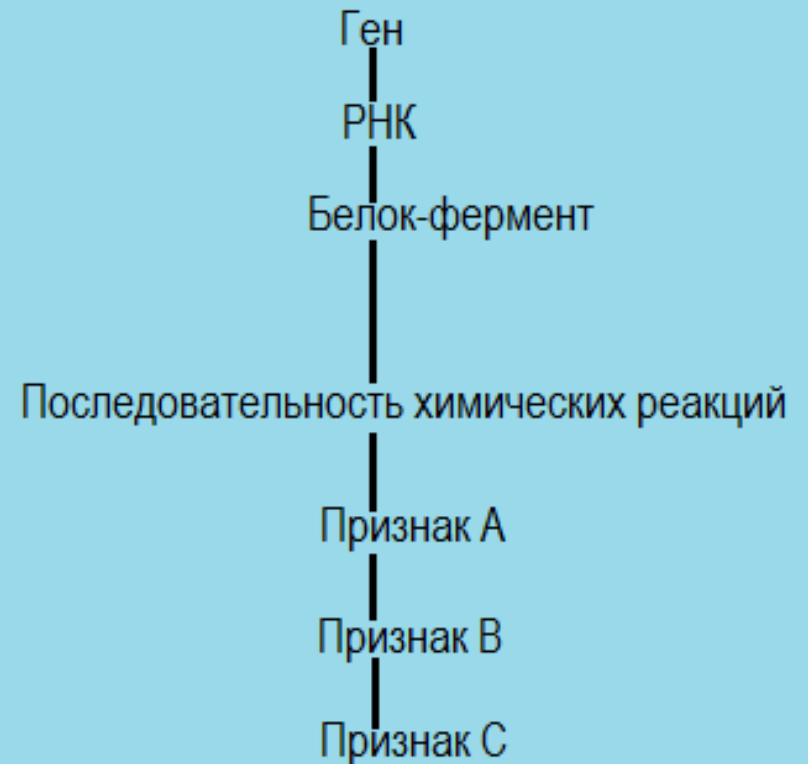 Ген
РНК
Белок-фермент
Последовательность химических реакций
Признак А
Признак В
Признак С